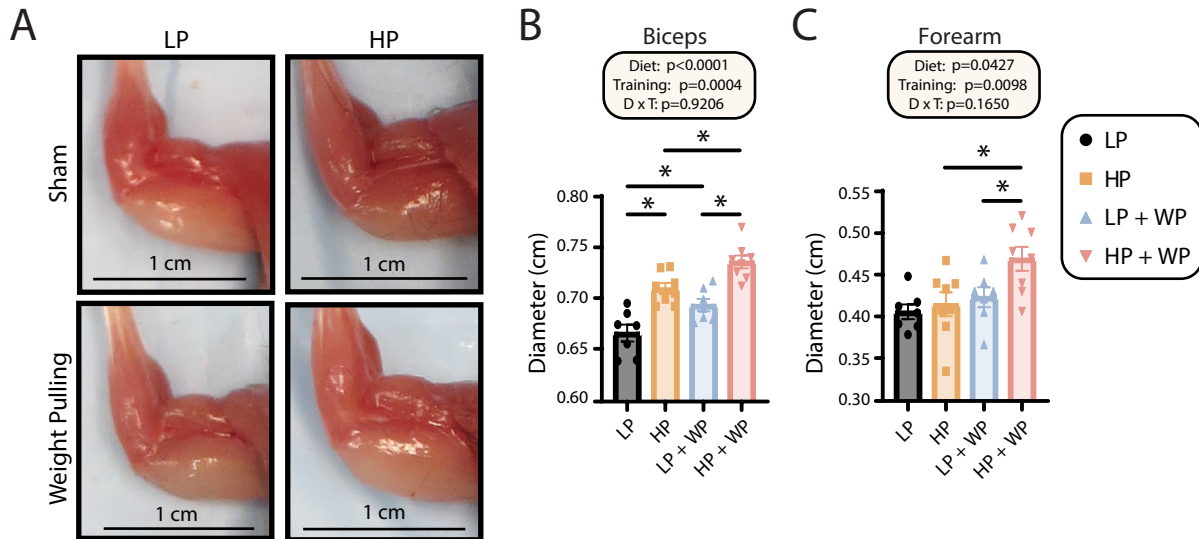 A
LP
HP
Sham
Weight Pulling
1 cm
1 cm
1 cm
1 cm
B
Biceps
Diet: p<0.0001
Training: p=0.0004
D x T: p=0.9206
*
*
*
*
Diameter (cm)
0.80
0.75
0.70
0.65
0.60
LP
HP
LP + WP
HP + WP
C
Forearm
Diet: p=0.0427
Training: p=0.0098
D x T: p=0.1650
*
*
Diameter (cm)
0.55
0.50
0.45
0.40
0.35
0.30
LP
HP
LP + WP
HP + WP
LP
HP
LP + WP
HP + WP